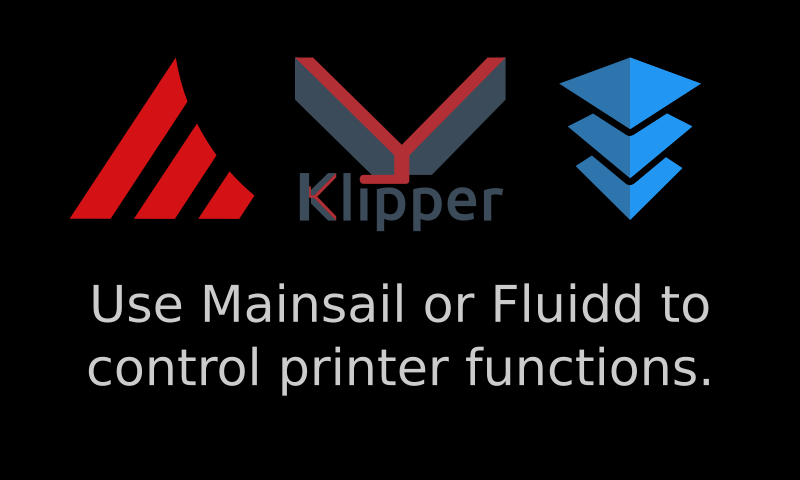 Klipper
Use Mainsail or Fluidd to
control printer functions.